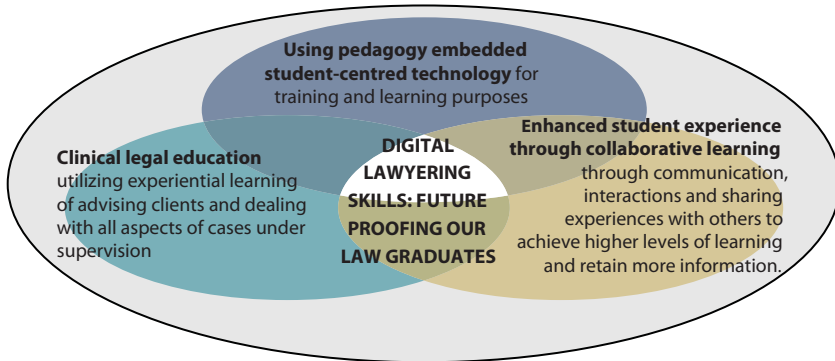 Using pedagogy embedded
student-centred technology for
training and learning purposes
Clinical legal education
utilizing experiential learning
of advising clients and dealing
with all aspects of cases under
supervision
DIGITAL
LAWYERING
SKILLS: FUTURE
PROOFING OUR
LAW GRADUATES
Enhanced student experience
through collaborative learning
through communication,
interactions and sharing
experiences with others to
achieve higher levels of learning
and retain more information.